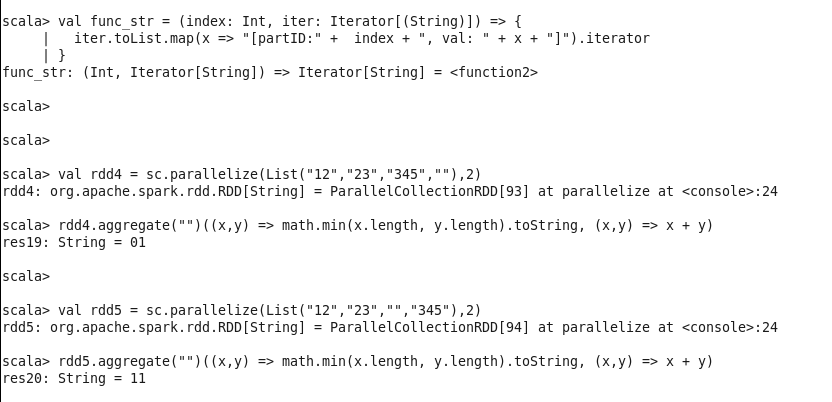 scala> val func_str = (index: Int, iter: Iterator[(String)]) => {
     |   iter.toList.map(x => "[partID:" +  index + ", val: " + x + "]").iterator
     | }
func_str: (Int, Iterator[String]) => Iterator[String] = <function2>
scala>
scala>
scala> val rdd4 = sc.parallelize(List("12","23","345",""),2)
rdd4: org.apache.spark.rdd.RDD[String] = ParallelCollectionRDD[93] at parallelize at <console>:24
scala> rdd4.aggregate("")((x,y) => math.min(x.length, y.length).toString, (x,y) => x + y)
res19: String = 01
scala>
scala> val rdd5 = sc.parallelize(List("12","23","","345"),2)
rdd5: org.apache.spark.rdd.RDD[String] = ParallelCollectionRDD[94] at parallelize at <console>:24
scala> rdd5.aggregate("")((x,y) => math.min(x.length, y.length).toString, (x,y) => x + y)
res20: String = 11